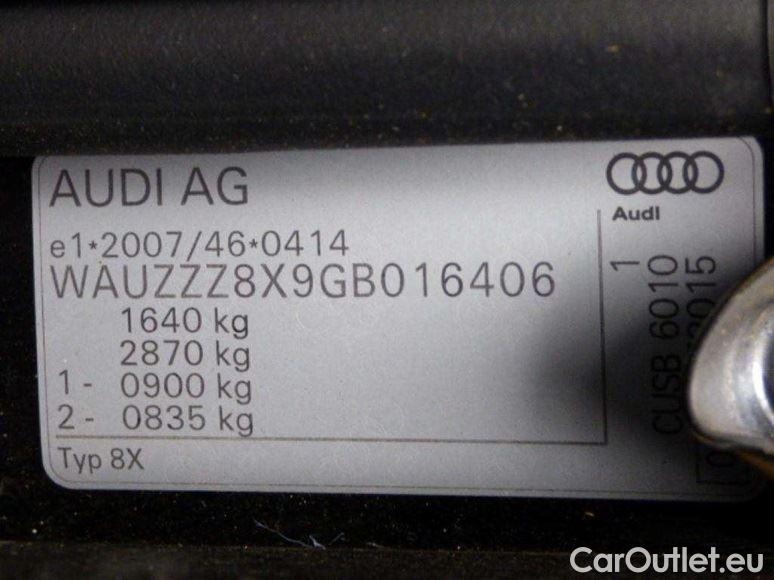 AUDI AG
Audi
e1*2007/46*0414
WAUZZZ8X9GB016406
1640 kg
2870 kg
1- 0900 kg
2- 0835 kg
Typ 8X
1
CUSB 6010
CarOutlet.eu